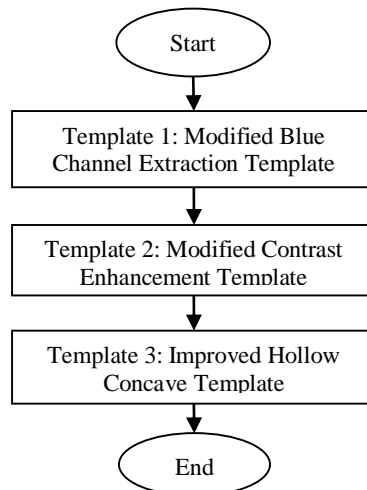 Start
Template 1: Modified Blue
Channel Extraction Template
Template 2: Modified Contrast
Enhancement Template
Template 3: Improved Hollow
Concave Template
End